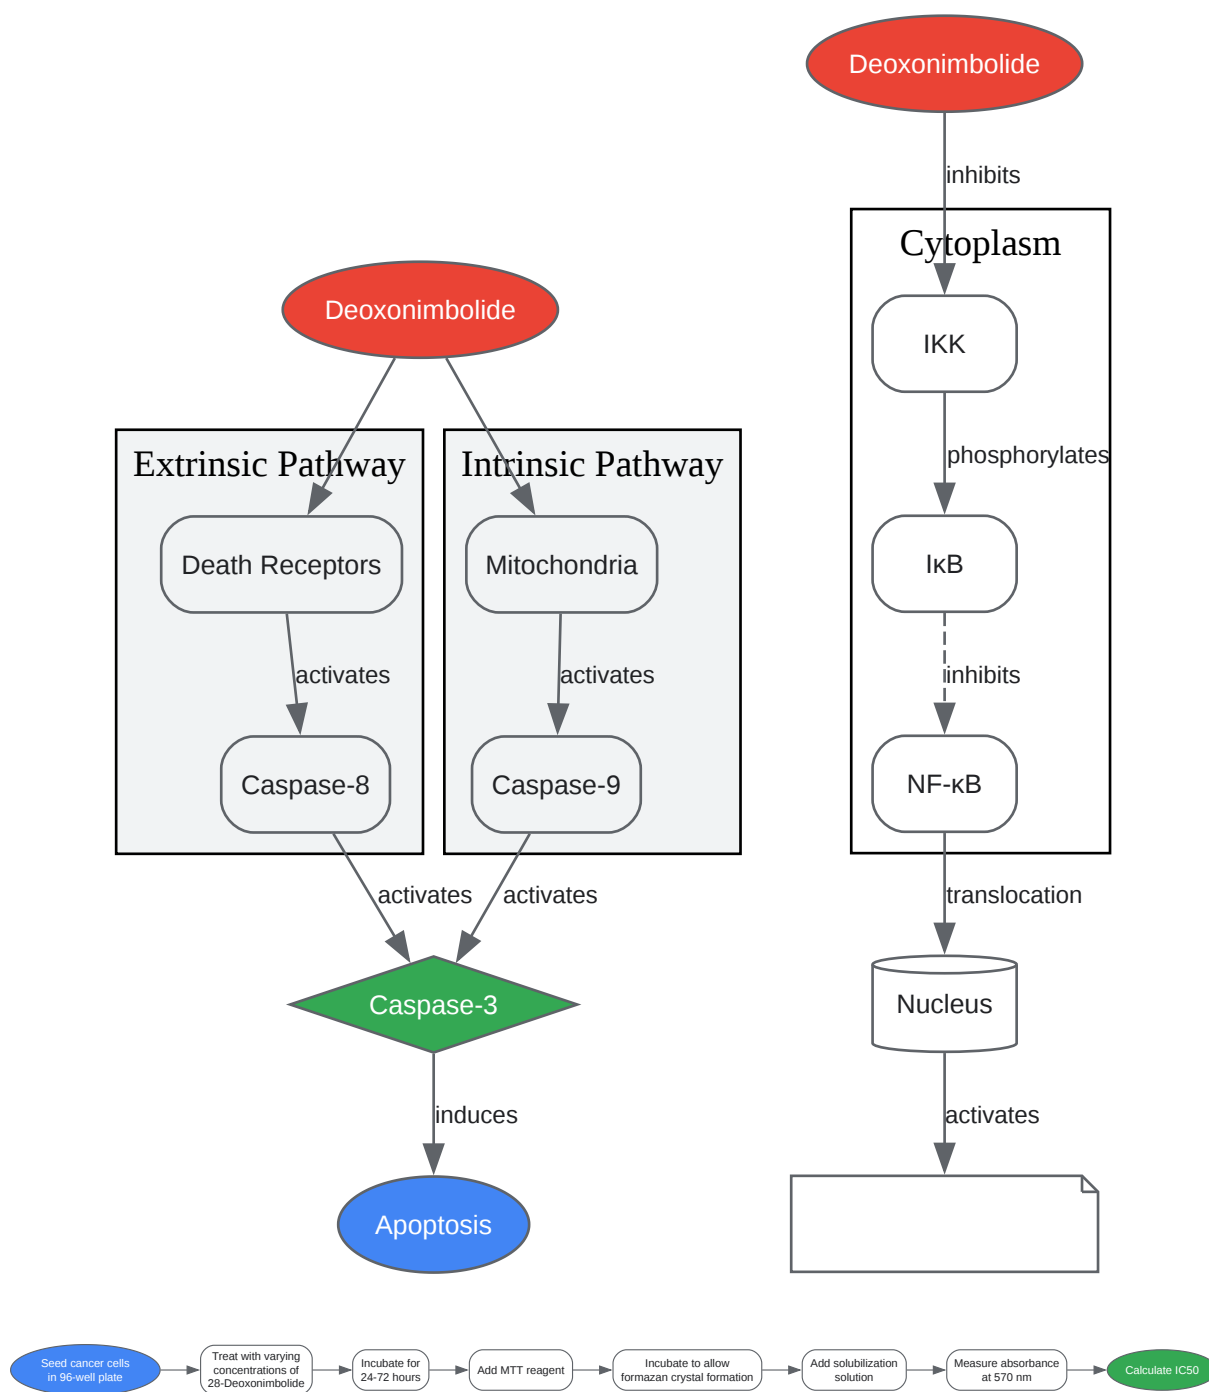 Deoxonimbolide
Extrinsic Pathway
Intrinsic Pathway
Death Receptors
Mitochondria
activates
activates
Caspase-8
Caspase-9
activates
activates
Caspase-3
induces
Apoptosis
Deoxonimbolide
inhibits
Cytoplasm
IKK
phosphorylates
IκB
inhibits
NF-κB
translocation
Nucleus
activates
Seed cancer cells
in 96-well plate
Treat with varying
concentrations of
28-Deoxonimbolide
Incubate for
24-72 hours
Add MTT reagent
Incubate to allow
formazan crystal formation
Add solubilization
solution
Measure absorbance
at 570 nm
Calculate IC50